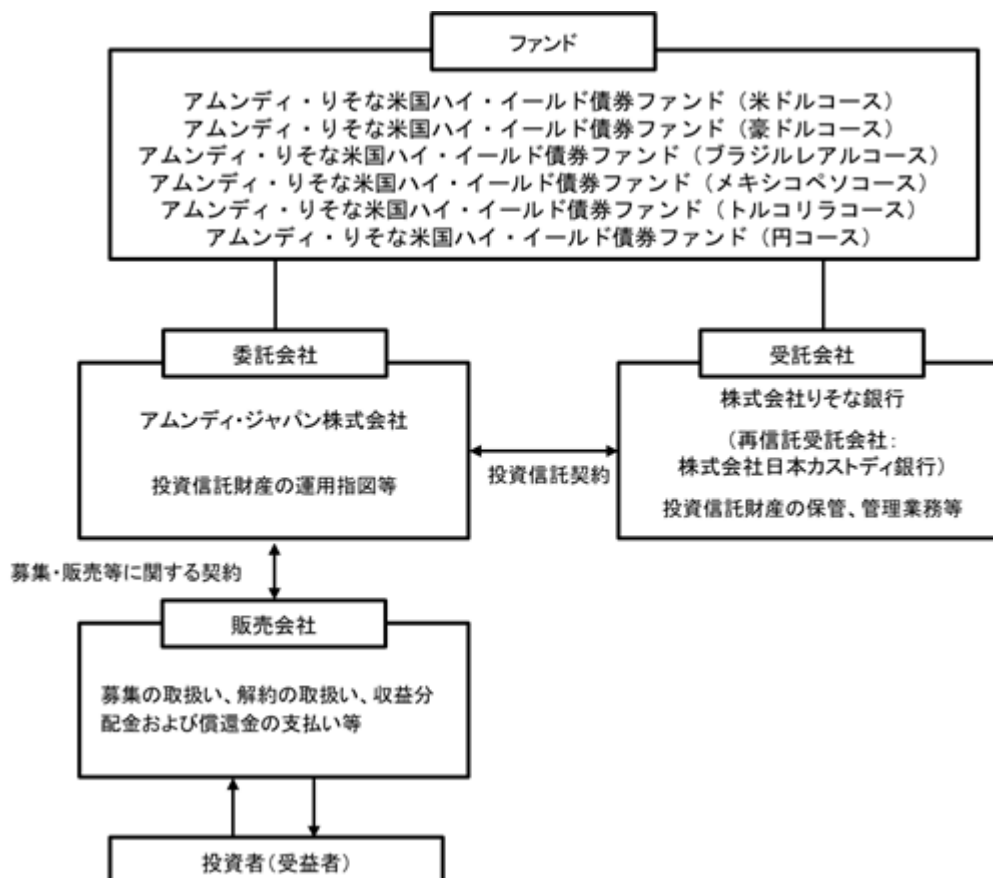 ファンド
アムンディ・りそな米国ハイ・イールド債券ファンド（米ドルコース）
アムンディ・りそな米国ハイ・イールド債券ファンド（豪ドルコース）
アムンディ・りそな米国ハイ・イールド債券ファンド（ブラジルレアルコース）
アムンディ・りそな米国ハイ・イールド債券ファンド（メキシコペソコース）
アムンディ・りそな米国ハイ・イールド債券ファンド（トルコリラコース）
アムンディ・りそな米国ハイ・イールド債券ファンド（円コース）
委託会社
アムンディ・ジャパン株式会社
投資信託財産の運用指図等
投資信託契約
受託会社
株式会社りそな銀行
（再信託受託会社：
株式会社日本カストディ銀行）
投資信託財産の保管、管理業務等
募集・販売等に関する契約
販売会社
募集の取扱い、解約の取扱い、収益分
配金および償還金の支払い等
投資者（受益者）